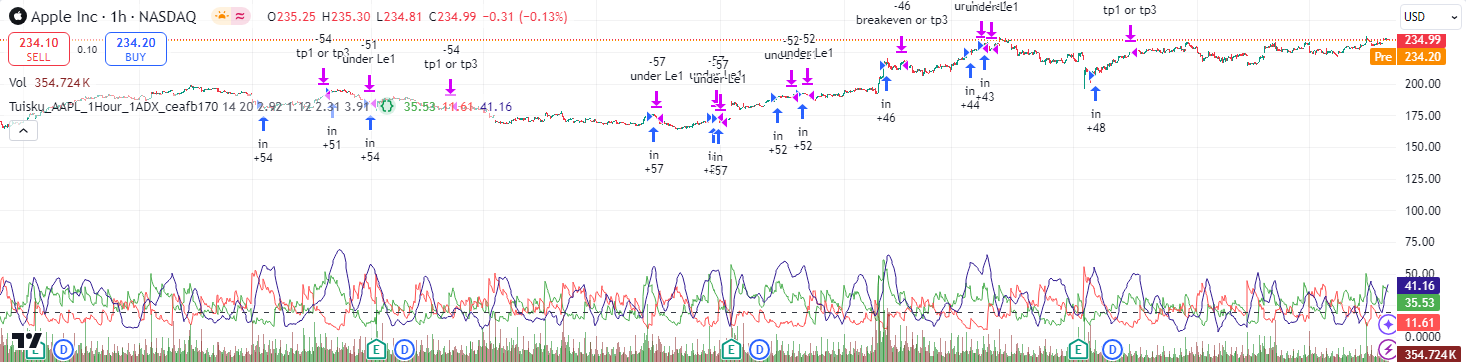 Apple Inc · 1h · NASDAQ
O235.25 H235.30 L234.81 C234.99 −0.31 (−0.13%)
234.10
SELL
0.10
234.20
BUY
Vol 354.724 K
Tuisku_AAPL_1Hour_1ADX_ceafb170 14 20 2.92 1.12 2.31 3.91 35.53 11.61 41.16
-54
tp1 or tp3
-51
under Le1
-54
tp1 or tp3
-57
under Le1
-57
under Le1
-52
-52
under Le1
-46
breakeven or tp3
under Le1
tp1 or tp3
in
+54
in
+51
in
+54
in
+57
in
+57
in
+52
in
+52
in
+46
in
+44
in
+43
in
+48
USD
234.99
Pre
234.20
200.00
175.00
150.00
125.00
100.00
75.00
50.00
41.16
35.53
11.61
0.0000
354.724 K
E
D
E
D
E
D
E
D